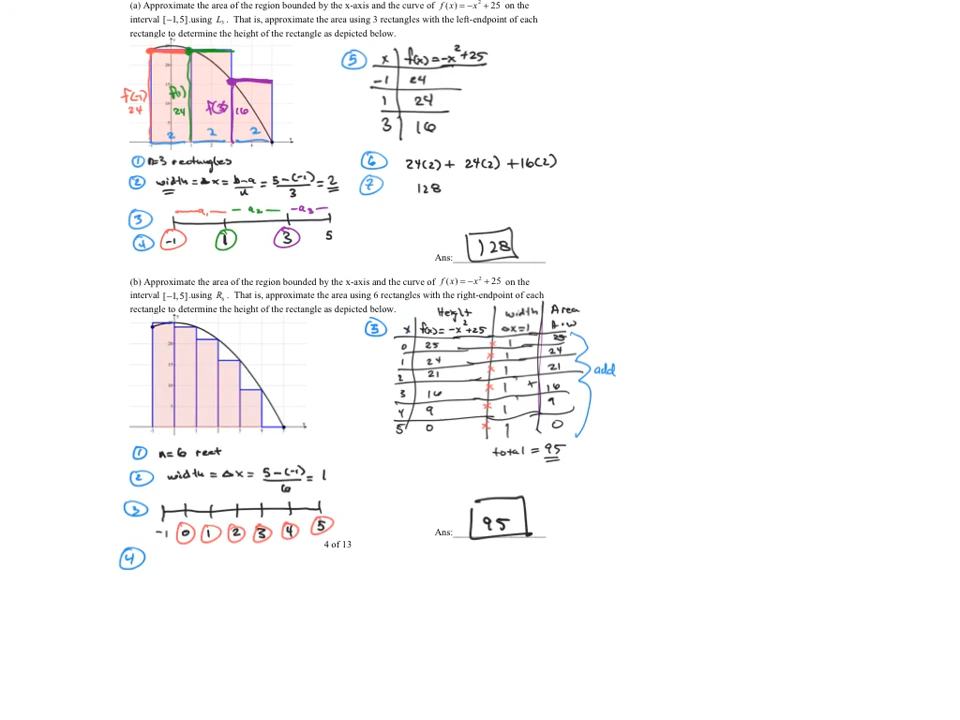 (a) Approximate the area of the region bounded by the x-axis and the curve of f(x) = −x² + 25 on the
interval [−1,5].using L₃. That is, approximate the area using 3 rectangles with the left-endpoint of each
rectangle to determine the height of the rectangle as depicted below.
f(-1) 24
f(1) 24
f(3) 16
2 2 2
① n=3 rectangles
② width = Δx = b-a/n = 5-(-1)/3 = 2
③ a₁ a₂ a₃
④ -1 1 3 5
⑤ x f(x) = -x²+25
-1 24
1 24
3 16
⑥ 24(2) + 24(2) + 16(2)
⑦ 128
Ans: 128
(b) Approximate the area of the region bounded by the x-axis and the curve of f(x) = −x² + 25 on the
interval [−1,5].using R₆. That is, approximate the area using 6 rectangles with the right-endpoint of each
rectangle to determine the height of the rectangle as depicted below.
① n=6 rect
② width = Δx = 5-(-1)/6 = 1
③
-1 0 1 2 3 4 5
④
⑤ Height width Area
x f(x) = -x²+25 Δx=1
0 25 × 1 25
1 24 × 1 24
2 21 × 1 21
3 16 × 1 + 16
4 9 × 1 9
5 0 × 1 0
add
total = 95
Ans: 95
4 of 13